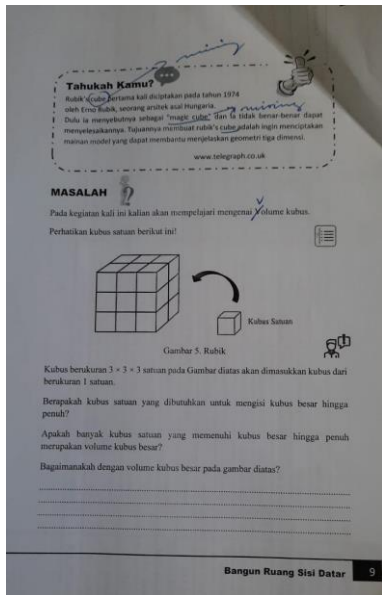 miring
Tahukah Kamu?
Rubik's cube pertama kali diciptakan pada tahun 1974
oleh Erno Rubik, seorang arsitek asal Hungaria.
miring
Dulu ia menyebutnya sebagai "magic cube" dan ia tidak benar-benar dapat
menyelesaikannya. Tujuannya membuat rubik's cube adalah ingin menciptakan
mainan model yang dapat membantu menjelaskan geometri tiga dimensi.
www.telegraph.co.uk
MASALAH
V
Pada kegiatan kali ini kalian akan mempelajari mengenai volume kubus.
Perhatikan kubus satuan berikut ini!
Kubus Satuan
Gambar 5. Rubik
Kubus berukuran 3 × 3 × 3 satuan pada Gambar diatas akan dimasukkan kubus dari
berukuran 1 satuan.
Berapakah kubus satuan yang dibutuhkan untuk mengisi kubus besar hingga
penuh?
Apakah banyak kubus satuan yang memenuhi kubus besar hingga penuh
merupakan volume kubus besar?
Bagaimanakah dengan volume kubus besar pada gambar diatas?
Bangun Ruang Sisi Datar 9